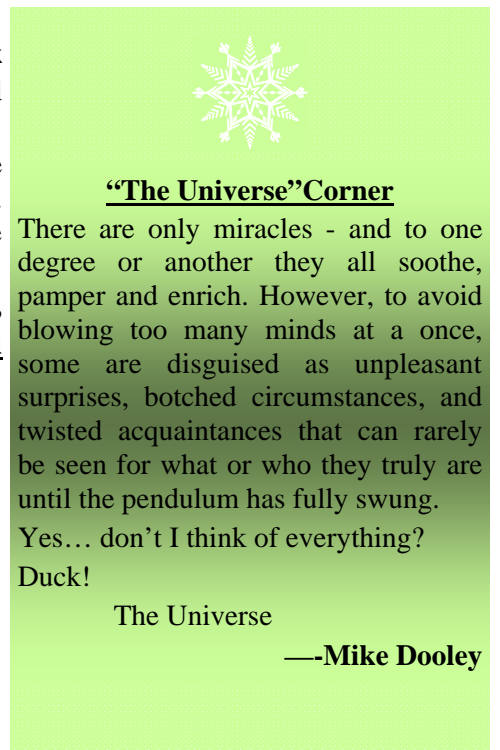 “The Universe”Corner
There are only miracles - and to one
degree or another they all soothe,
pamper and enrich. However, to avoid
blowing too many minds at a once,
some are disguised as unpleasant
surprises, botched circumstances, and
twisted acquaintances that can rarely
be seen for what or who they truly are
until the pendulum has fully swung.
Yes… don’t I think of everything?
Duck!
The Universe
—-Mike Dooley